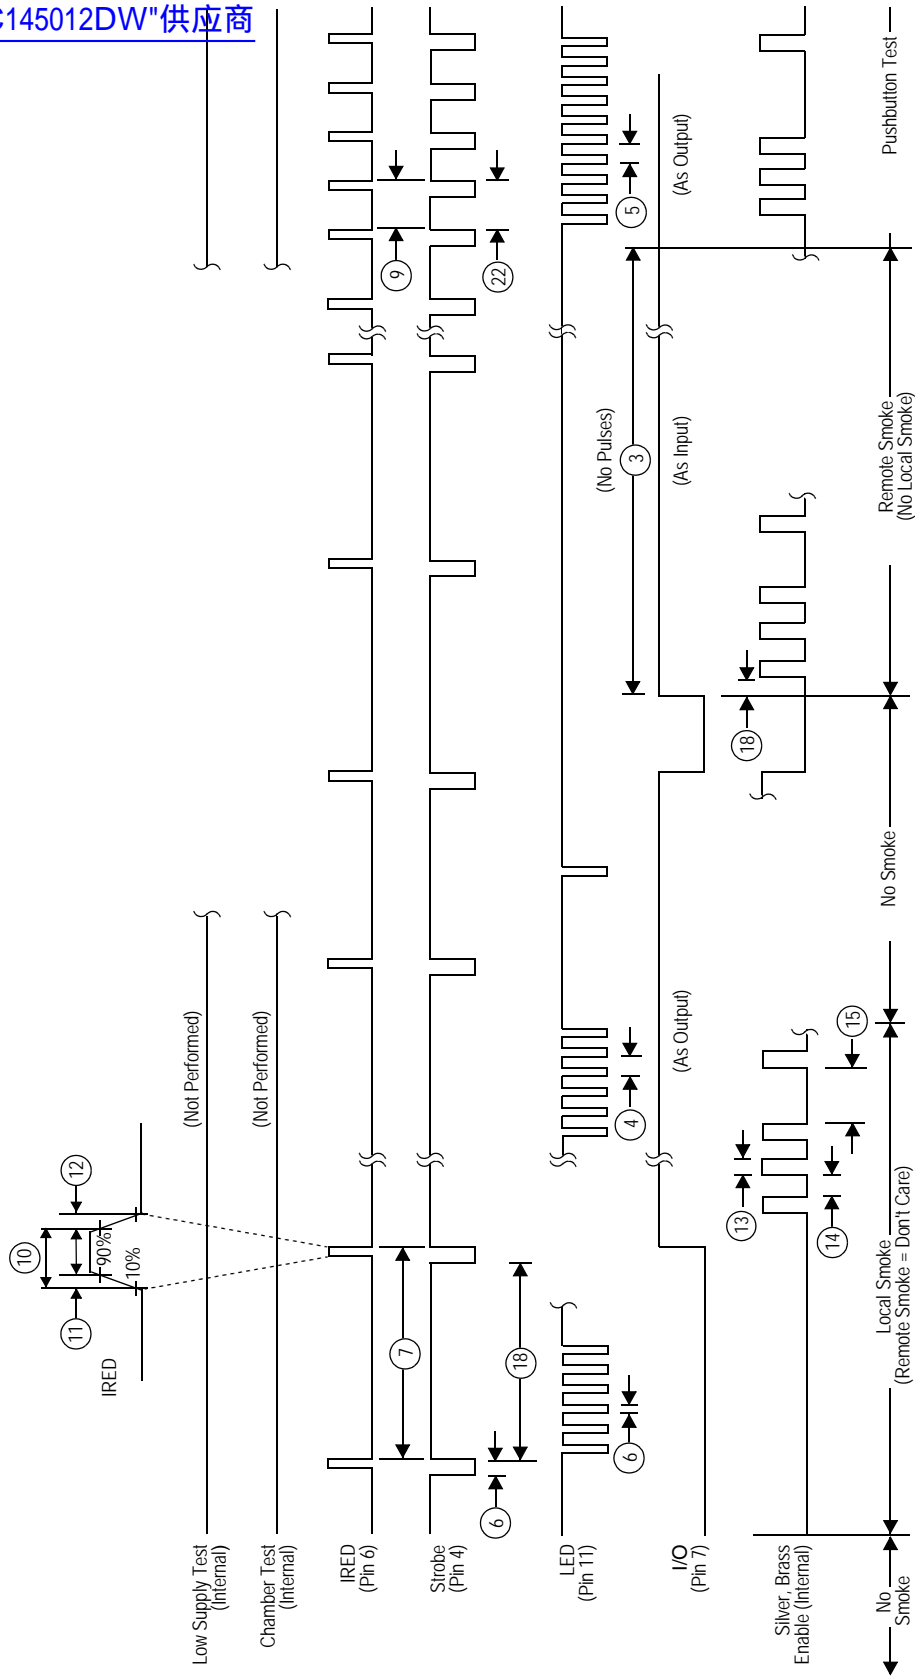 C145012DW"供应商
Low Supply Test
(Internal)
(Not Performed)
Chamber Test
(Internal)
(Not Performed)
IRED
10
11
12
90%
10%
IRED
(Pin 6)
7
9
Strobe
(Pin 4)
6
18
22
LED
(Pin 11)
6
4
(No Pulses)
5
I/O
(Pin 7)
(As Output)
3
(As Input)
(As Output)
Silver, Brass
Enable (Internal)
13
14
15
18
No
Smoke
Local Smoke
(Remote Smoke = Don't Care)
No Smoke
Remote Smoke
(No Local Smoke)
Pushbutton Test